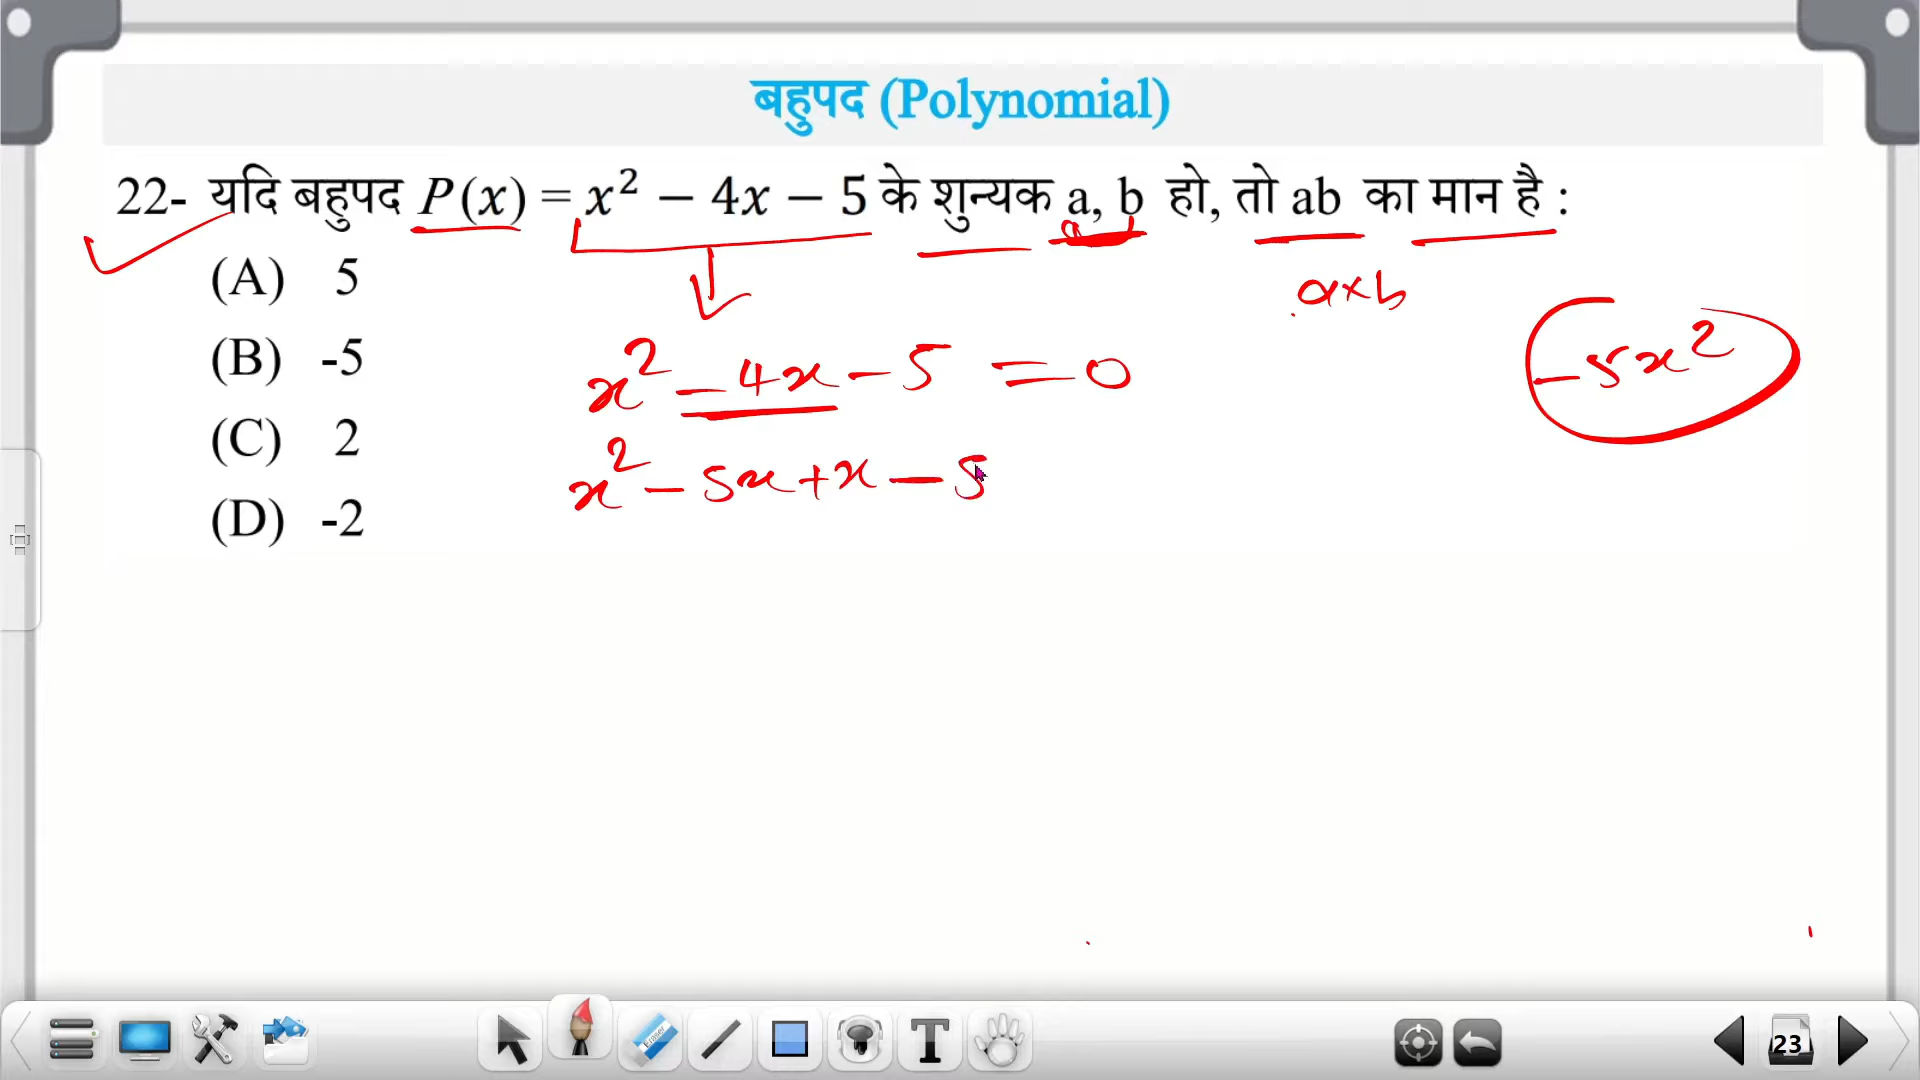 बहुपद (Polynomial)
22- यदि बहुपद P(x) = x² − 4x − 5 के शुन्यक a, b हो, तो ab का मान है :
(A) 5
(B) -5
(C) 2
(D) -2
a×b
-5x²
x² - 4x - 5 = 0
x² - 5x + x - 5
Eraser
T
23